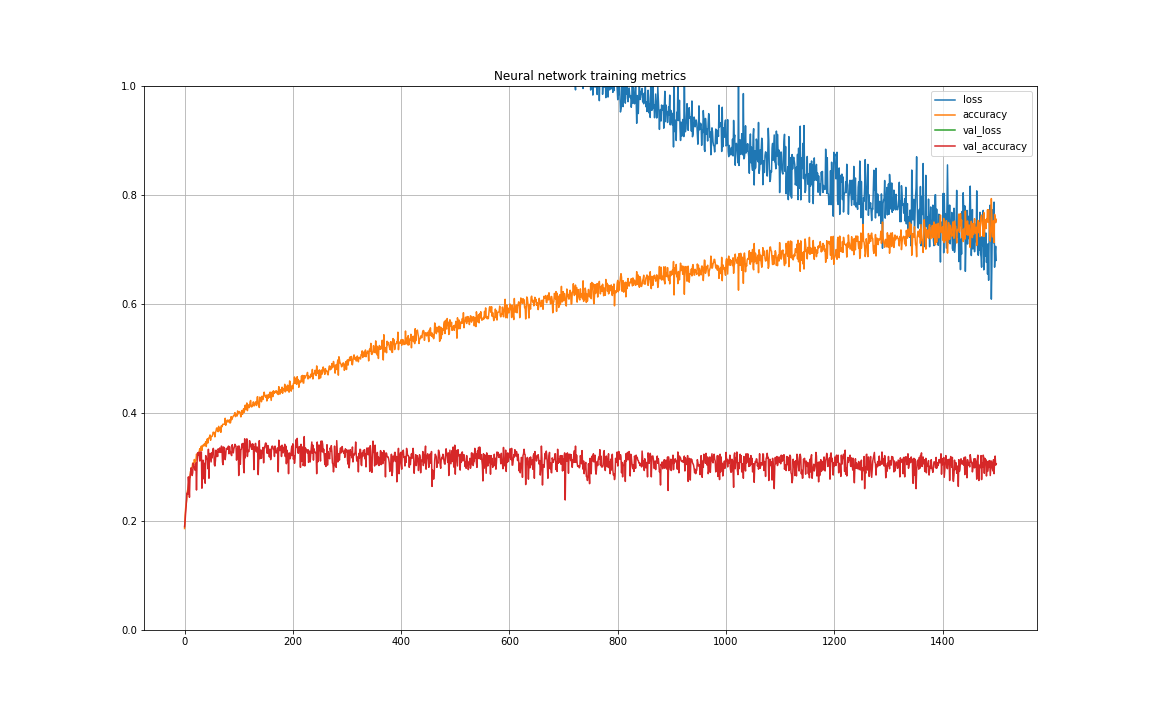 Neural network training metrics
1.0
loss
accuracy
val_loss
val_accuracy
0.8
0.6
0.4
0.2
0.0
0 200 400 600 800 1000 1200 1400